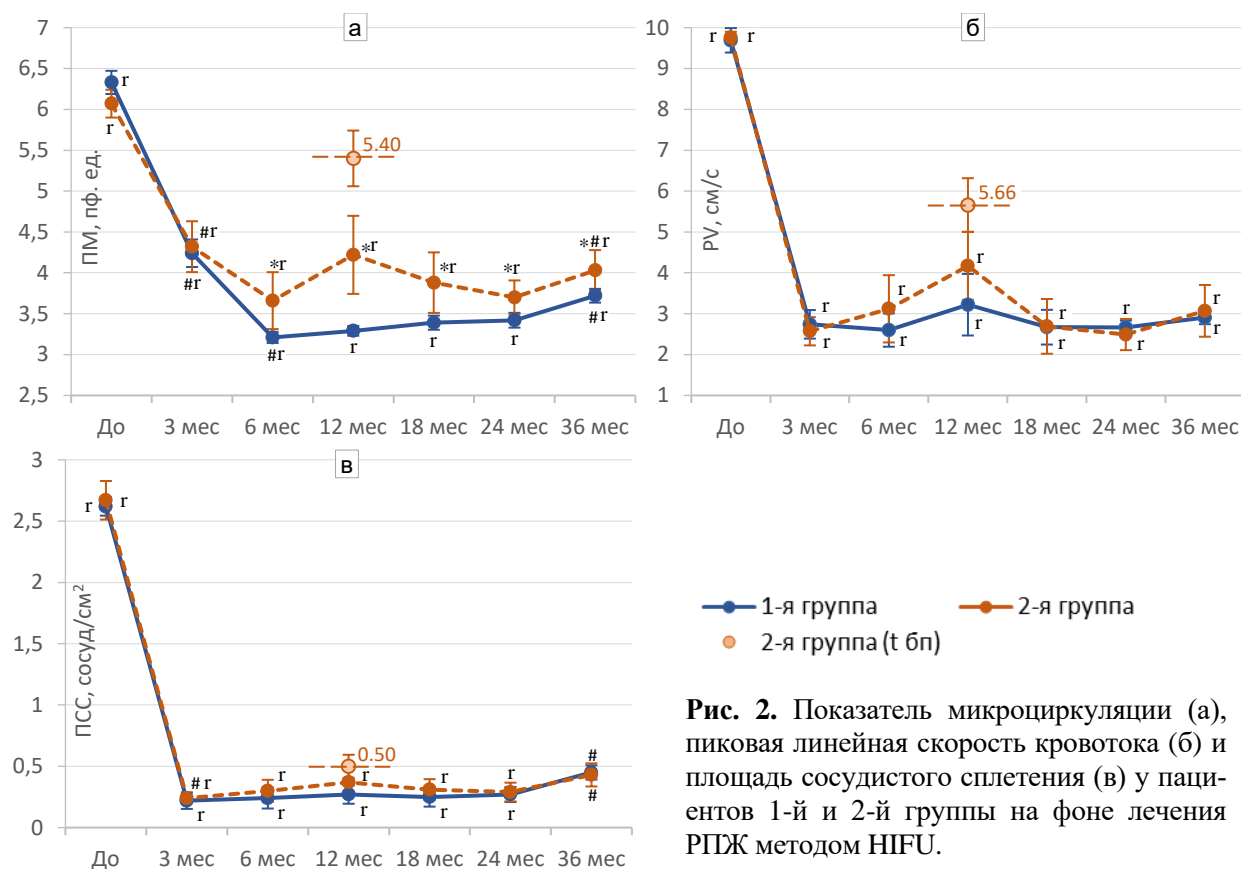 а
7
6,5
6
5,5
5
4,5
4
3,5
3
2,5
ПМ, пф. ед.
r
r
#r
#r
*r
#r
5.40
*r
r
*r
r
*r
r
*#r
#r
До 3 мес 6 мес 12 мес 18 мес 24 мес 36 мес
б
10
9
8
7
6
5
4
3
2
1
PV, см/с
r r
r
r
r
r
5.66
r
r
r
r
r
r
r
r
До 3 мес 6 мес 12 мес 18 мес 24 мес 36 мес
в
3
2,5
2
1,5
1
0,5
0
ПСС, сосуд/см²
r r
# r
r
r
r
0.50
r
r
r
r
r
r
#
#
До 3 мес 6 мес 12 мес 18 мес 24 мес 36 мес
1-я группа 2-я группа
2-я группа (t бп)
Рис. 2. Показатель микроциркуляции (а),
пиковая линейная скорость кровотока (б) и
площадь сосудистого сплетения (в) у паци-
ентов 1-й и 2-й группы на фоне лечения
РПЖ методом HIFU.